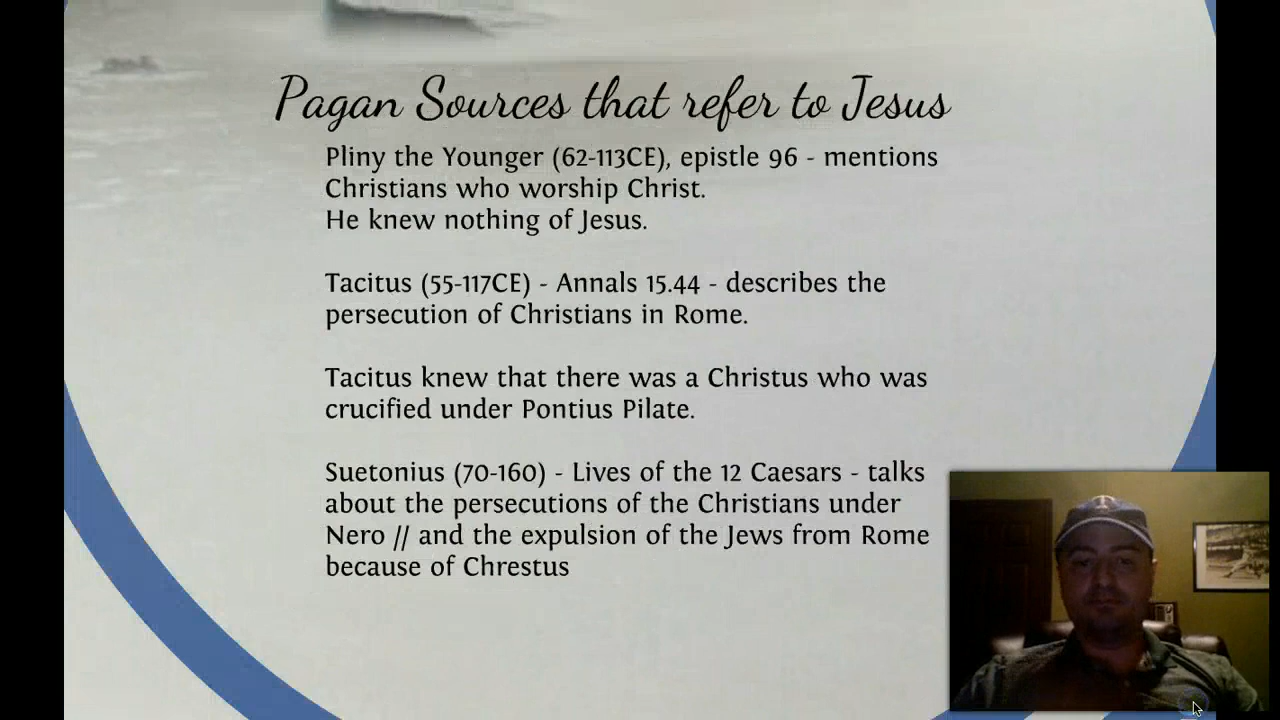 Pagan Sources that refer to Jesus
Pliny the Younger (62-113CE), epistle 96 - mentions
Christians who worship Christ.
He knew nothing of Jesus.
Tacitus (55-117CE) - Annals 15.44 - describes the
persecution of Christians in Rome.
Tacitus knew that there was a Christus who was
crucified under Pontius Pilate.
Suetonius (70-160) - Lives of the 12 Caesars - talks
about the persecutions of the Christians under
Nero // and the expulsion of the Jews from Rome
because of Chrestus